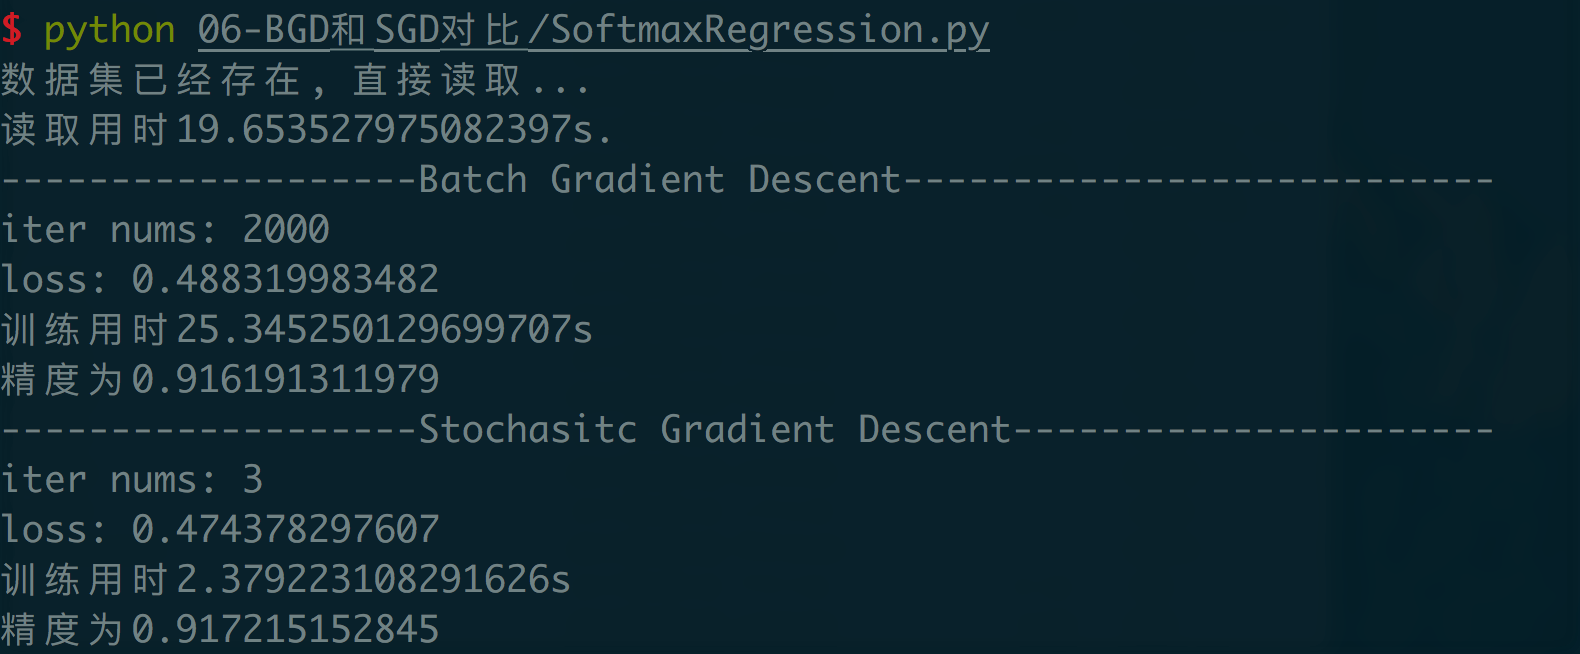 $ python 06-BGD和SGD对比/SoftmaxRegression.py
数据集已经存在，直接读取...
读取用时19.653527975082397s.
-------------------Batch Gradient Descent---------------------------
iter nums: 2000
loss: 0.488319983482
训练用时25.345250129699707s
精度为0.916191311979
-------------------Stochasitc Gradient Descent----------------------
iter nums: 3
loss: 0.474378297607
训练用时2.379223108291626s
精度为0.917215152845